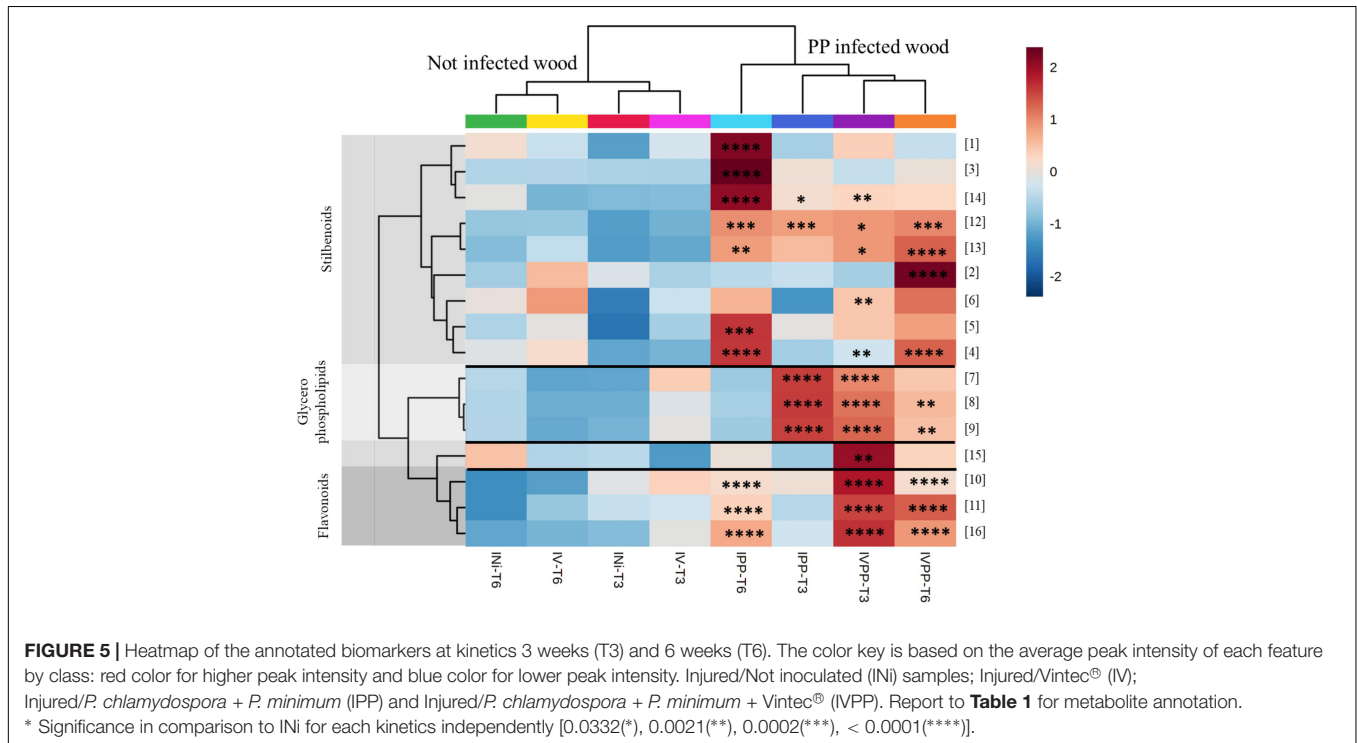 Not infected wood
PP infected wood
2
1
0
-1
-2
Stilbenoids
Glycero
phospholipids
Flavonoids
**** [1]
**** [3]
**** * ** [14]
*** *** * *** [12]
** * **** [13]
**** [2]
** [6]
*** [5]
**** ** **** [4]
**** **** [7]
**** **** ** [8]
**** **** ** [9]
** [15]
**** **** **** [10]
**** **** **** [11]
**** **** **** [16]
INi-T6
IV-T6
INi-T3
IV-T3
IPP-T6
IPP-T3
IVPP-T3
IVPP-T6
FIGURE 5 | Heatmap of the annotated biomarkers at kinetics 3 weeks (T3) and 6 weeks (T6). The color key is based on the average peak intensity of each feature
by class: red color for higher peak intensity and blue color for lower peak intensity. Injured/Not inoculated (INi) samples; Injured/Vintec® (IV);
Injured/P. chlamydospora + P. minimum (IPP) and Injured/P. chlamydospora + P. minimum + Vintec® (IVPP). Report to Table 1 for metabolite annotation.
* Significance in comparison to INi for each kinetics independently [0.0332(*), 0.0021(**), 0.0002(***), < 0.0001(****)].